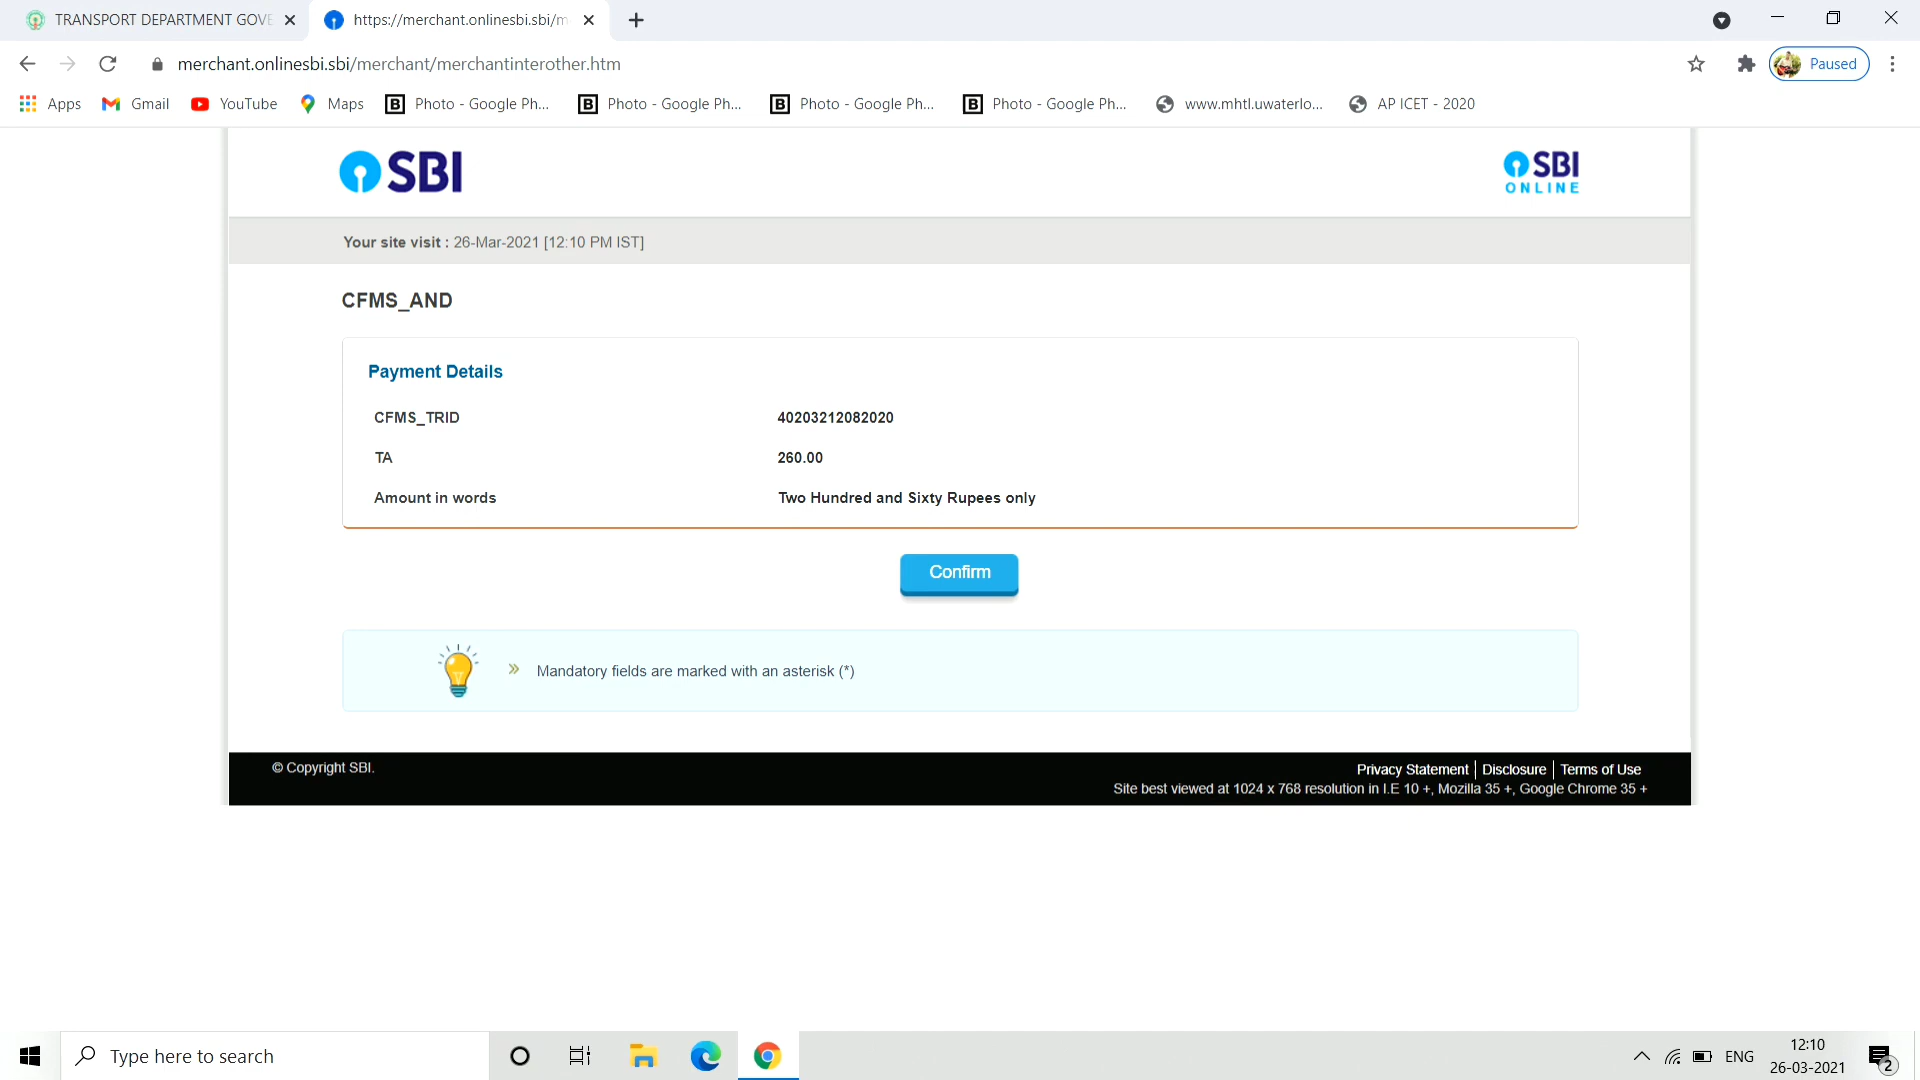 TRANSPORT DEPARTMENT GOVE
https://merchant.onlinesbi.sbi/m
merchant.onlinesbi.sbi/merchant/merchantinterother.htm
Paused
Apps Gmail YouTube Maps B Photo - Google Ph... B Photo - Google Ph... B Photo - Google Ph... B Photo - Google Ph... www.mhtl.uwaterlo... AP ICET - 2020
SBI
SBI
ONLINE
Your site visit : 26-Mar-2021 [12:10 PM IST]
CFMS_AND
Payment Details
CFMS_TRID 40203212082020
TA 260.00
Amount in words Two Hundred and Sixty Rupees only
Confirm
» Mandatory fields are marked with an asterisk (*)
© Copyright SBI.
Privacy Statement | Disclosure | Terms of Use
Site best viewed at 1024 x 768 resolution in I.E 10 +, Mozilla 35 +, Google Chrome 35 +
Type here to search
ENG
12:10
26-03-2021
2